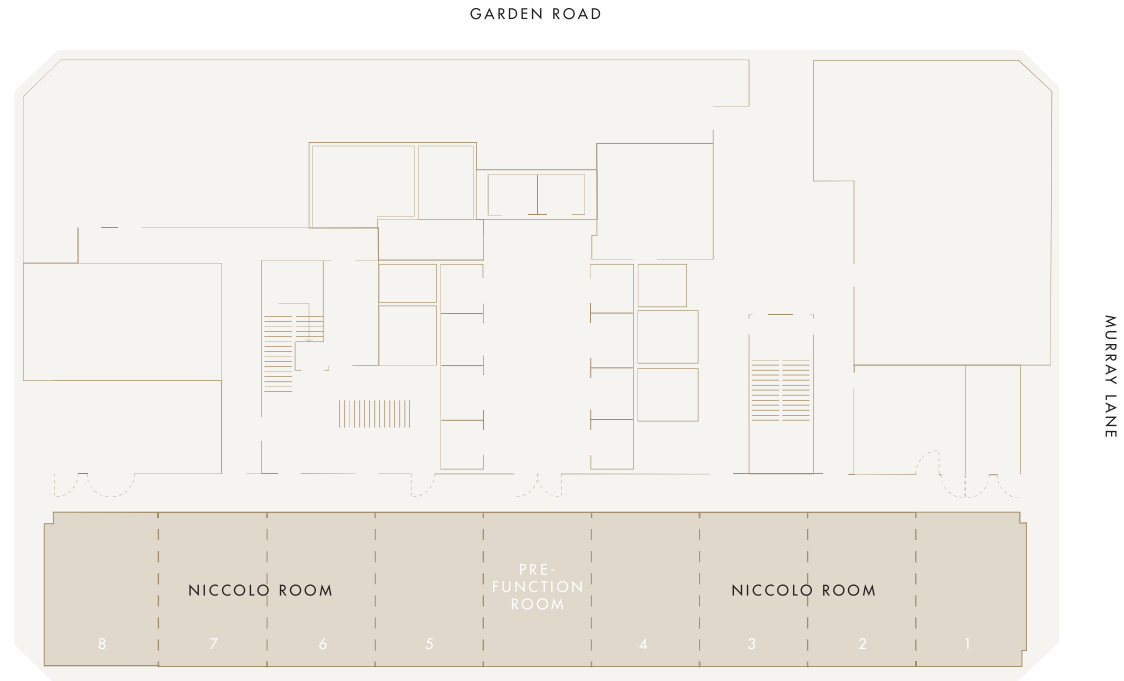 GARDEN ROAD
MURRAY LANE
PRE-
FUNCTION
ROOM
NICCOLO ROOM
NICCOLO ROOM
8
7
6
5
4
3
2
1